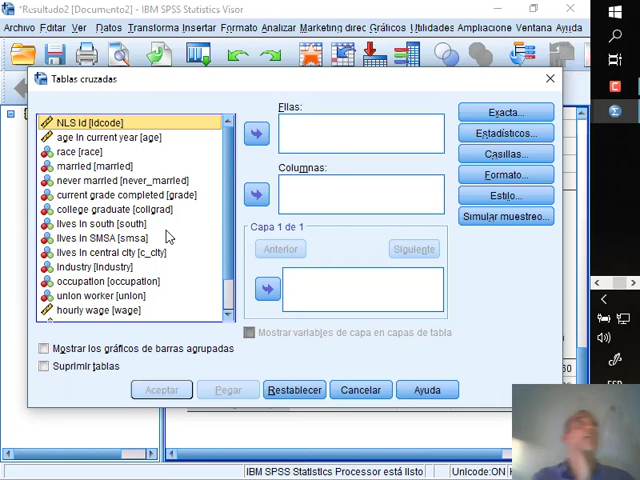 *Resultado2 [Documento2] - IBM SPSS Statistics Visor
Archivo Editar Ver Datos Transforma Insertar Formato Analizar Marketing directo Gráficos Utilidades Ampliacione Ventana Ayuda
Tablas cruzadas
NLS Id [Idcode]
age In current year [age]
race [race]
married [married]
never married [never_married]
current grade completed [grade]
college graduate [collgrad]
lives In south [south]
lives In SMSA [smsa]
lives In central city [c_city]
Industry [Industry]
occupation [occupation]
union worker [union]
hourly wage [wage]
Filas:
Columnas:
Capa 1 de 1
Anterior
Siguiente
Exacta...
Estadísticos...
Casillas...
Formato...
Estilo...
Simular muestreo...
Mostrar variables de capa en capas de tabla
Mostrar los gráficos de barras agrupadas
Suprimir tablas
Aceptar
Pegar
Restablecer
Cancelar
Ayuda
60
IBM SPSS Statistics Processor está listo
Unicode:ON
ESP